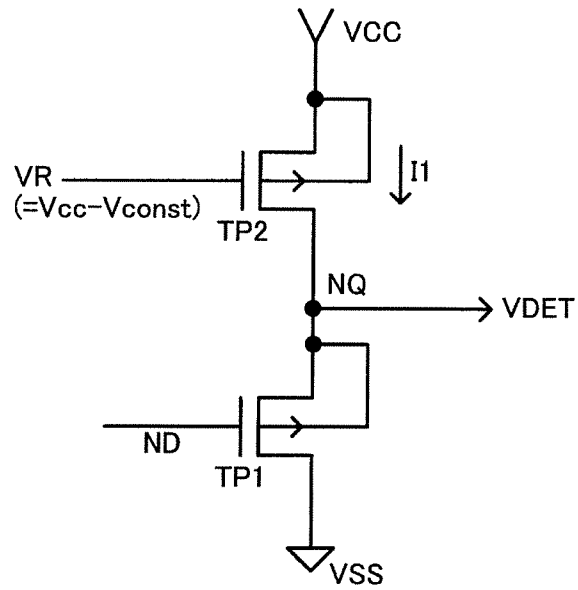 VCC
VR
(=Vcc-Vconst)
I1
TP2
NQ
VDET
ND
TP1
VSS